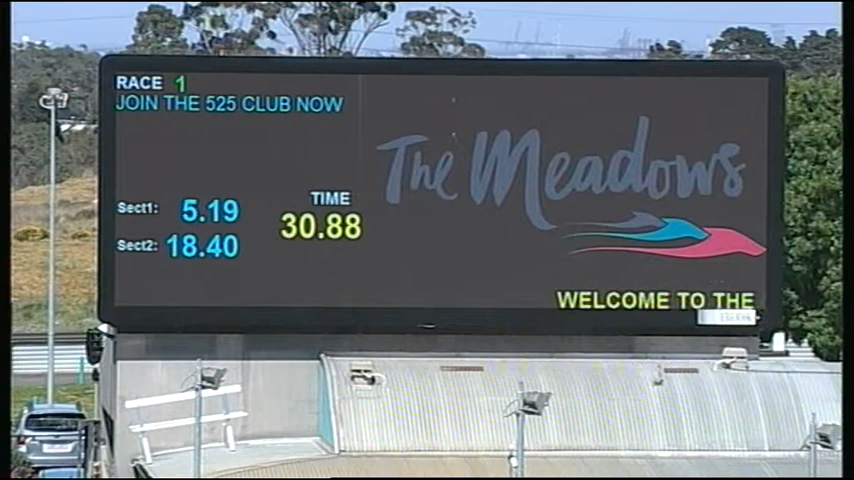 RACE 1
JOIN THE 525 CLUB NOW
The Meadows
Sect1: 5.19
TIME
30.88
Sect2: 18.40
WELCOME TO THE